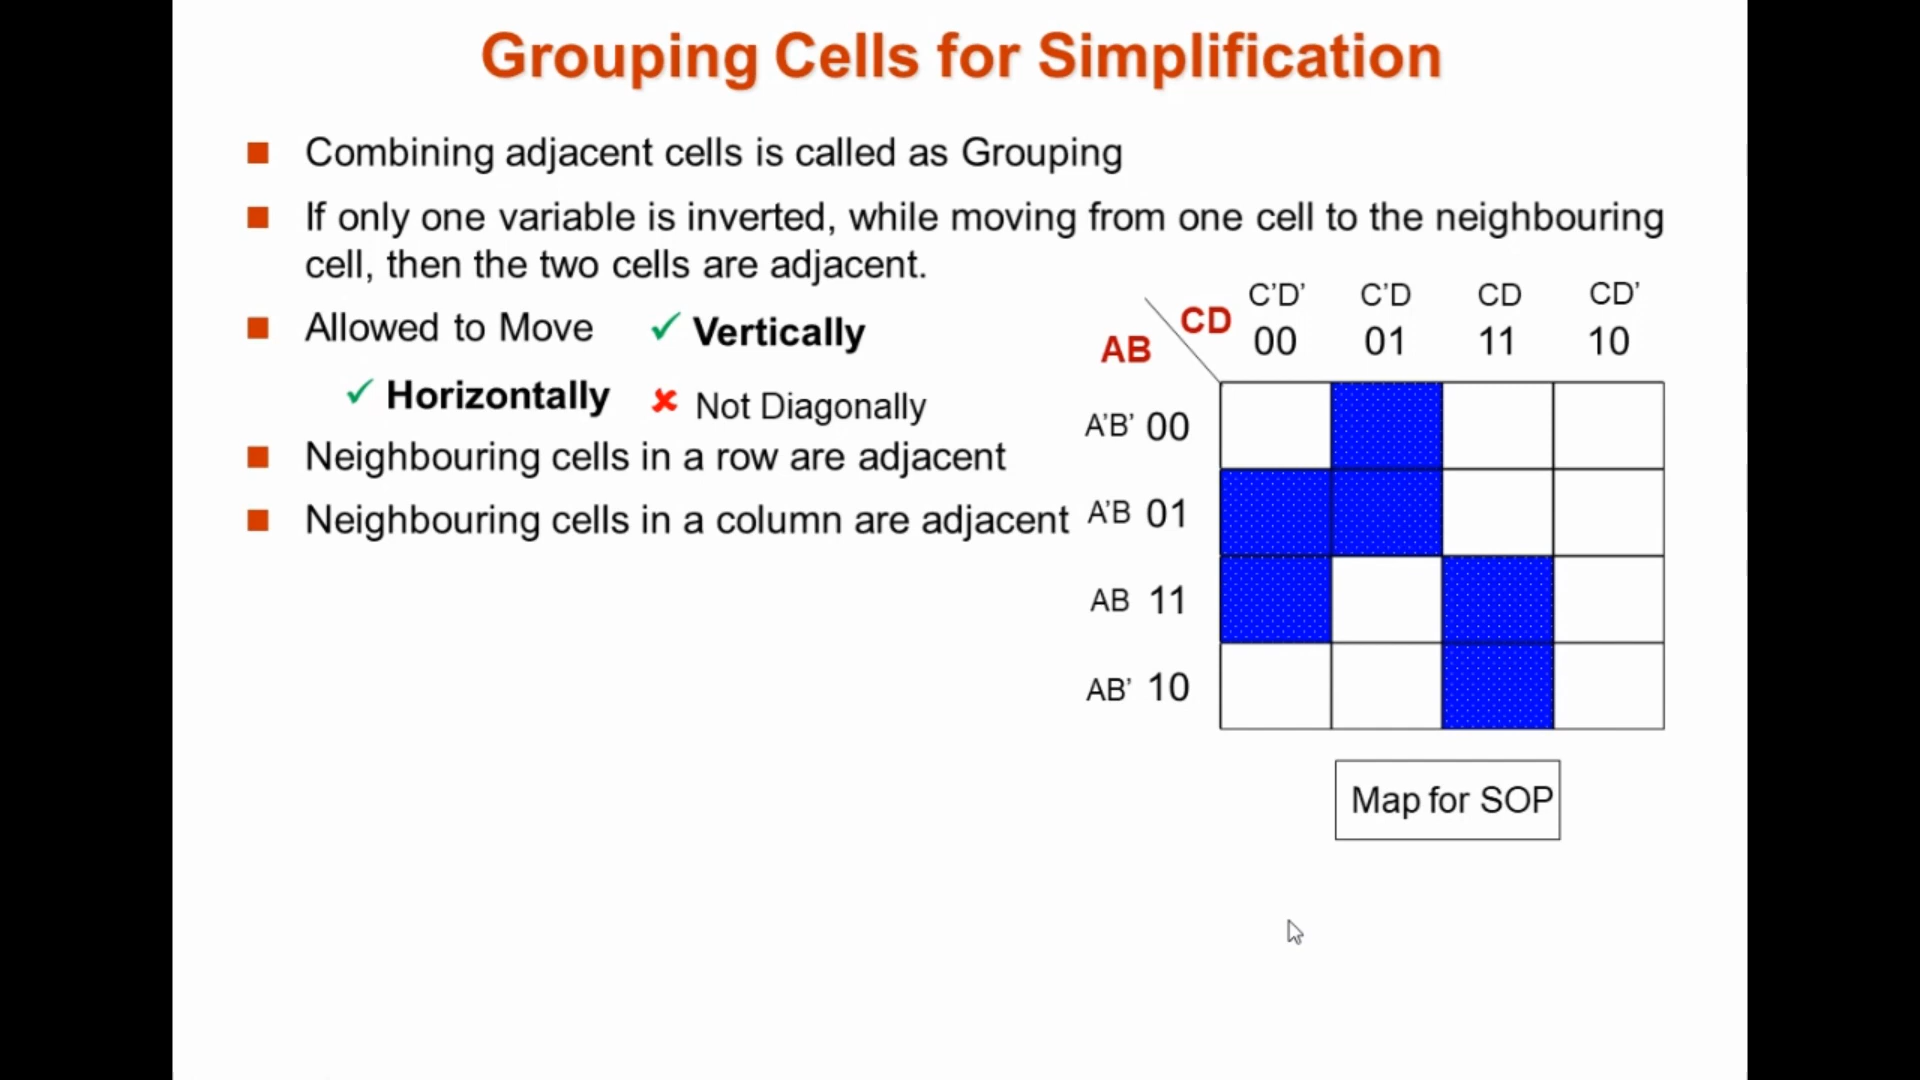 Grouping Cells for Simplification
Combining adjacent cells is called as Grouping
If only one variable is inverted, while moving from one cell to the neighbouring
cell, then the two cells are adjacent.
Allowed to Move ✓ Vertically
✓ Horizontally ✘ Not Diagonally
Neighbouring cells in a row are adjacent
Neighbouring cells in a column are adjacent
C’D’ C’D CD CD’
AB CD 00 01 11 10
A’B’ 00
A’B 01
AB 11
AB’ 10
Map for SOP